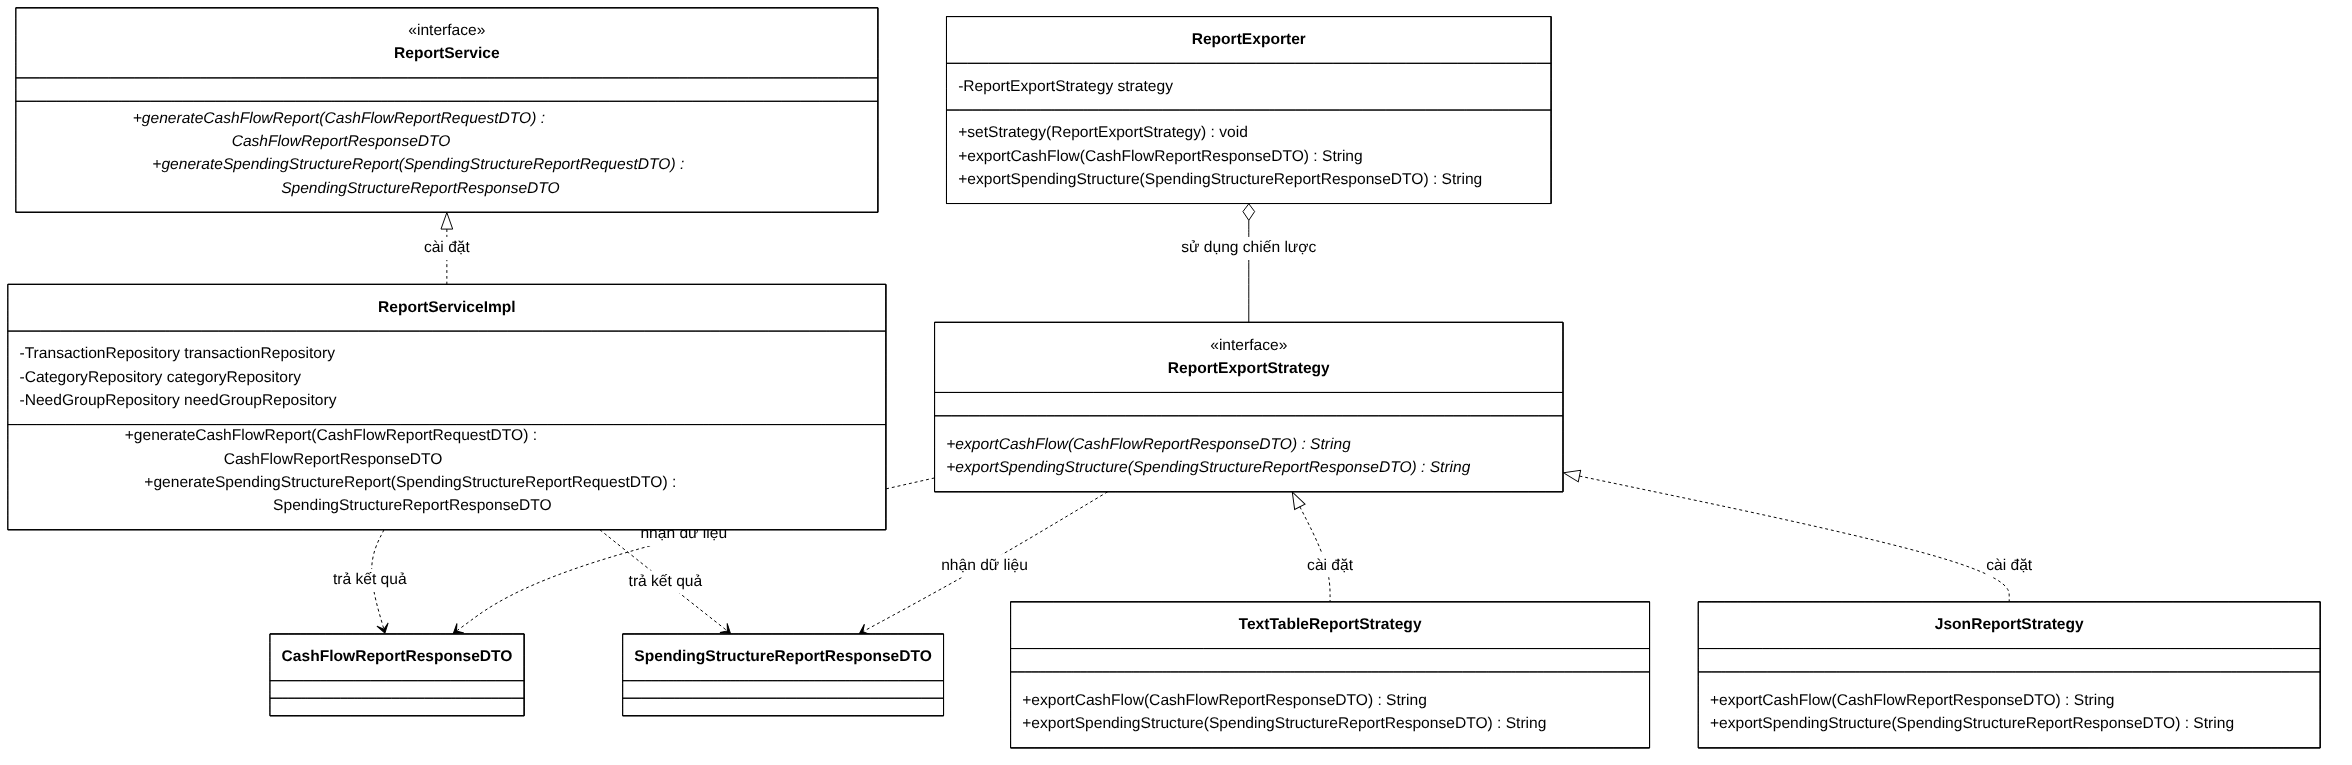 «interface»
ReportService
+generateCashFlowReport(CashFlowReportRequestDTO) :
CashFlowReportResponseDTO
+generateSpendingStructureReport(SpendingStructureReportRequestDTO) :
SpendingStructureReportResponseDTO
ReportExporter
-ReportExportStrategy strategy
+setStrategy(ReportExportStrategy) : void
+exportCashFlow(CashFlowReportResponseDTO) : String
+exportSpendingStructure(SpendingStructureReportResponseDTO) : String
cài đặt
sử dụng chiến lược
ReportServiceImpl
-TransactionRepository transactionRepository
-CategoryRepository categoryRepository
-NeedGroupRepository needGroupRepository
+generateCashFlowReport(CashFlowReportRequestDTO) :
CashFlowReportResponseDTO
+generateSpendingStructureReport(SpendingStructureReportRequestDTO) :
SpendingStructureReportResponseDTO
«interface»
ReportExportStrategy
+exportCashFlow(CashFlowReportResponseDTO) : String
+exportSpendingStructure(SpendingStructureReportResponseDTO) : String
nhận dữ liệu
trả kết quả
trả kết quả
nhận dữ liệu
cài đặt
cài đặt
CashFlowReportResponseDTO
SpendingStructureReportResponseDTO
TextTableReportStrategy
+exportCashFlow(CashFlowReportResponseDTO) : String
+exportSpendingStructure(SpendingStructureReportResponseDTO) : String
JsonReportStrategy
+exportCashFlow(CashFlowReportResponseDTO) : String
+exportSpendingStructure(SpendingStructureReportResponseDTO) : String